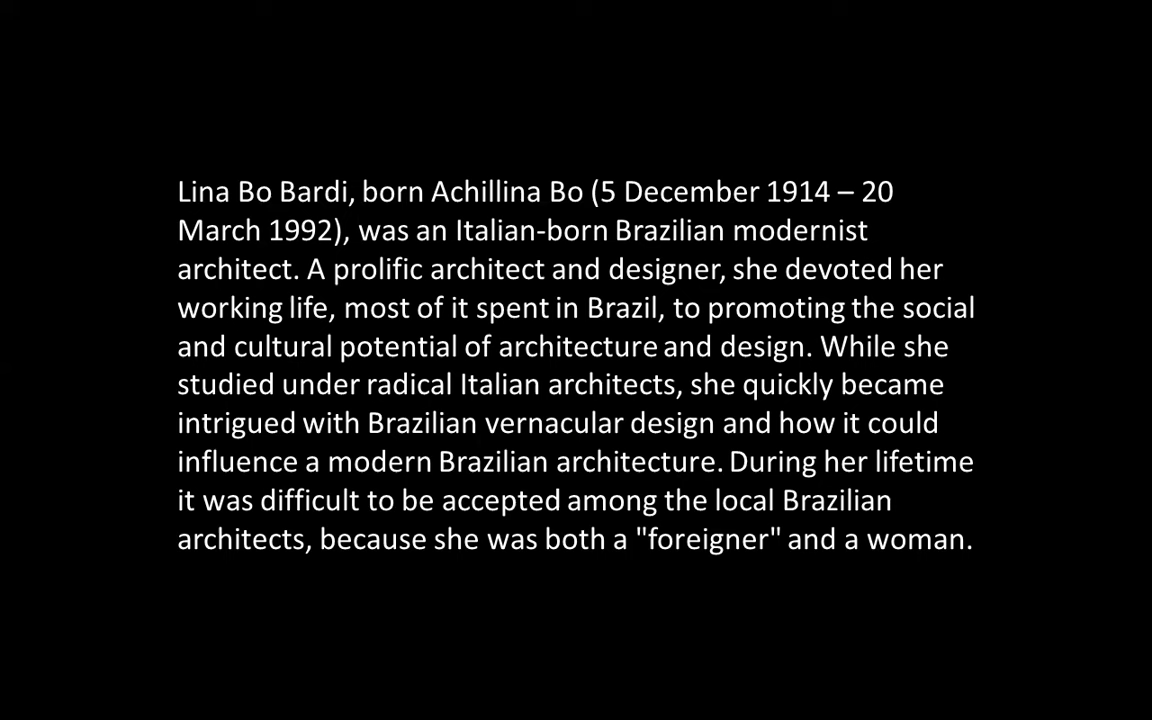 Lina Bo Bardi, born Achillina Bo (5 December 1914 – 20
March 1992), was an Italian-born Brazilian modernist
architect. A prolific architect and designer, she devoted her
working life, most of it spent in Brazil, to promoting the social
and cultural potential of architecture and design. While she
studied under radical Italian architects, she quickly became
intrigued with Brazilian vernacular design and how it could
influence a modern Brazilian architecture. During her lifetime
it was difficult to be accepted among the local Brazilian
architects, because she was both a "foreigner" and a woman.